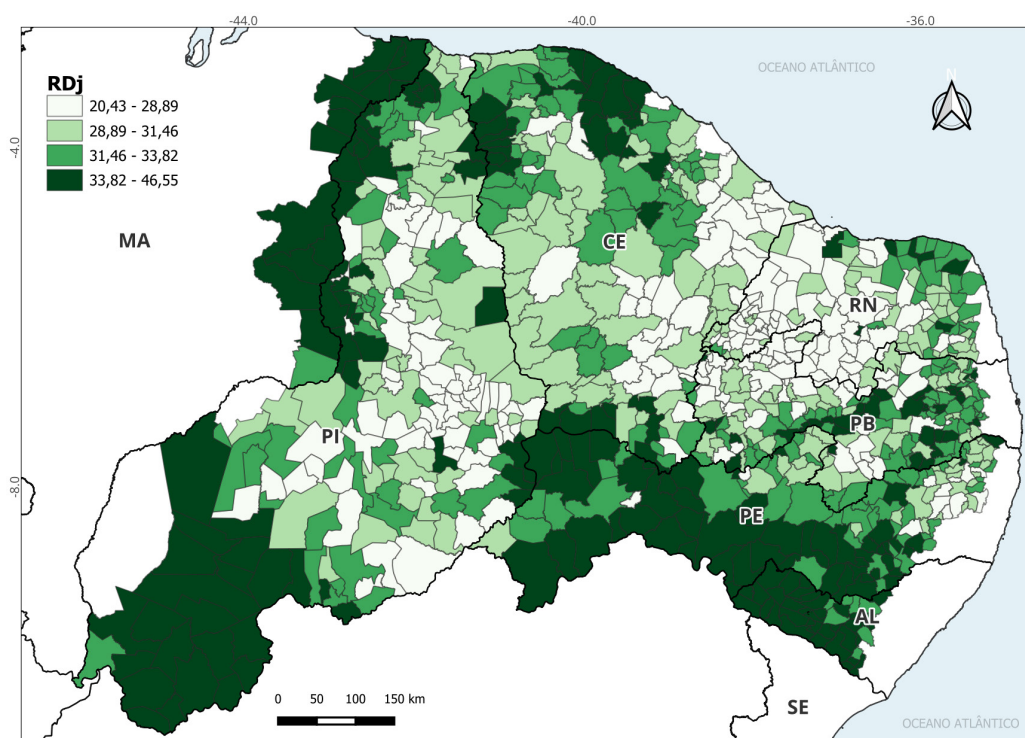 -44.0
-40.0
-36.0
OCEANO ATLÂNTICO
N
RDj
20,43 - 28,89
28,89 - 31,46
31,46 - 33,82
33,82 - 46,55
-4.0
MA
CE
RN
PI
PB
-8.0
PE
AL
0 50 100 150 km
SE
OCEANO ATLÂNTICO